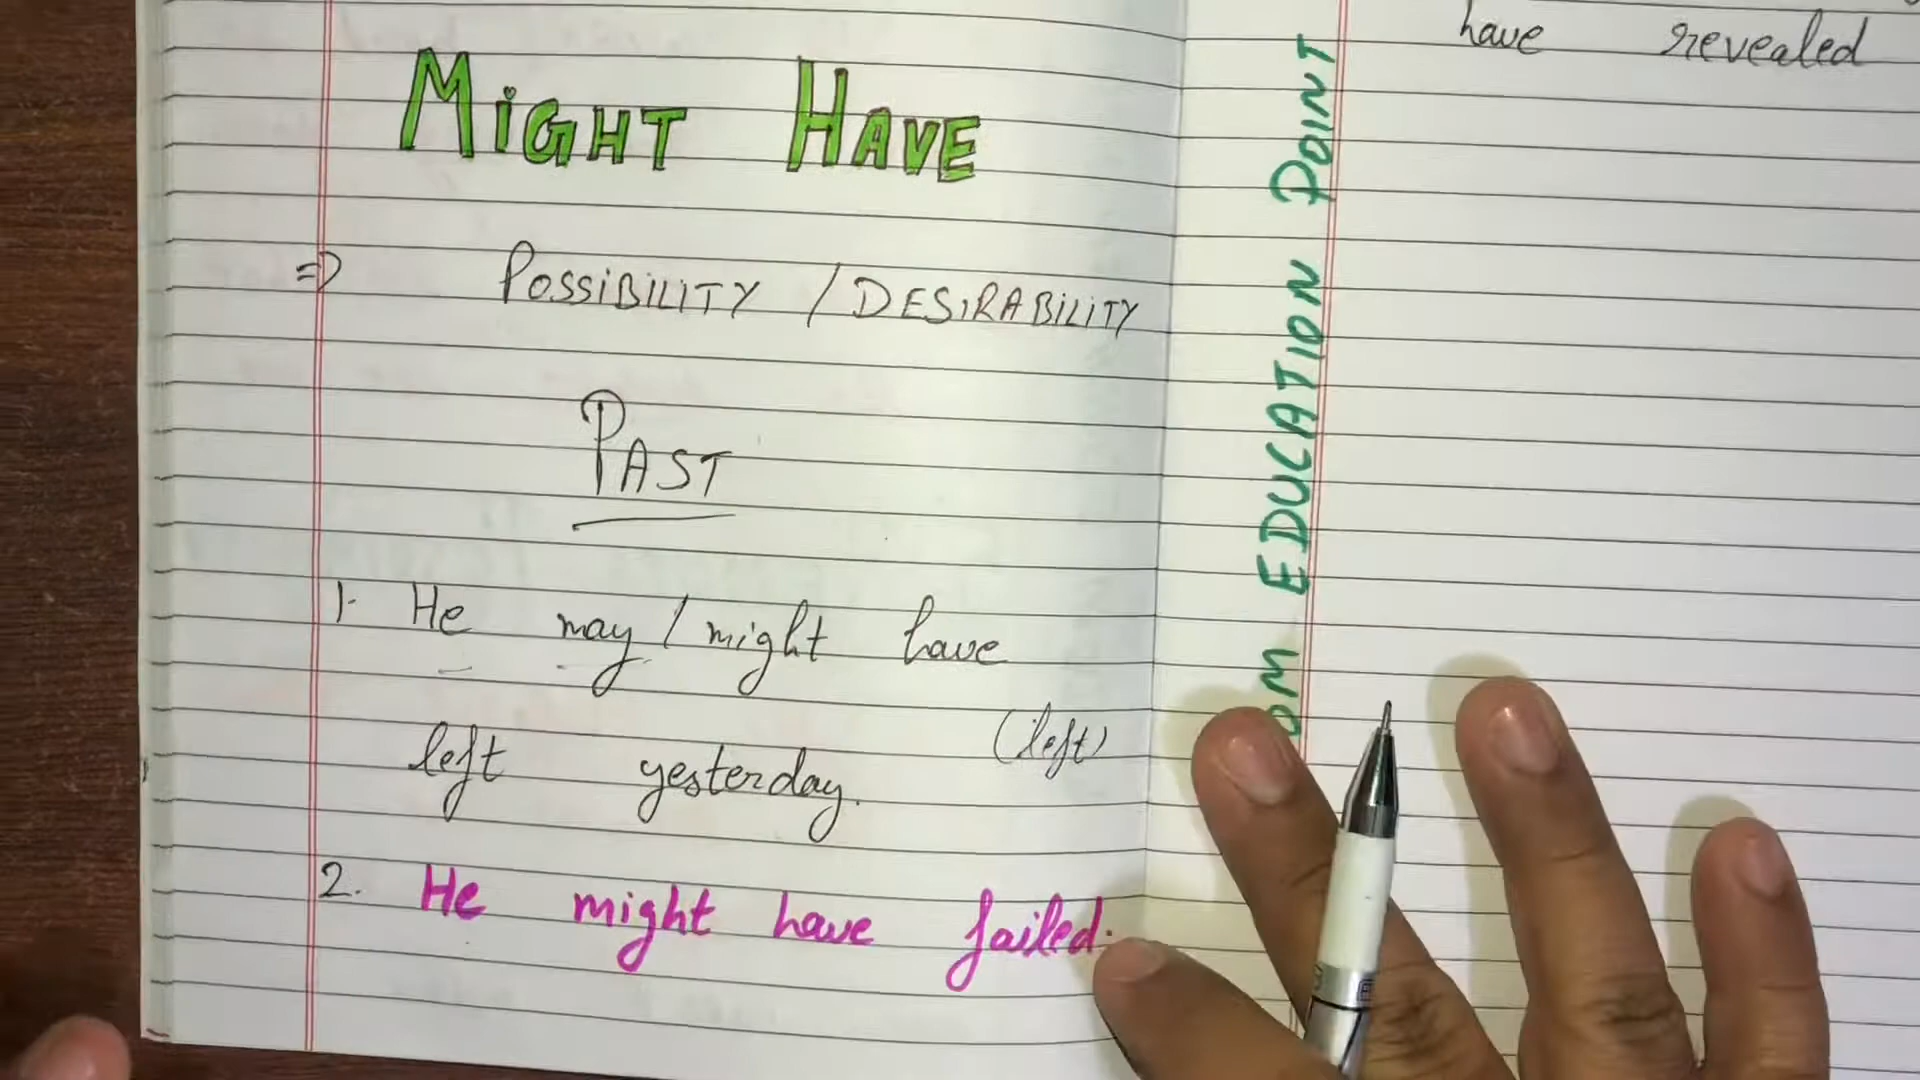 MiGHT HAVE
=> POSSiBiLiTY / DESiRABiLiTY
PAST
1. He may / might have
left yesterday. (left)
2. He might have failed.
EDUCATION POINT
have revealed